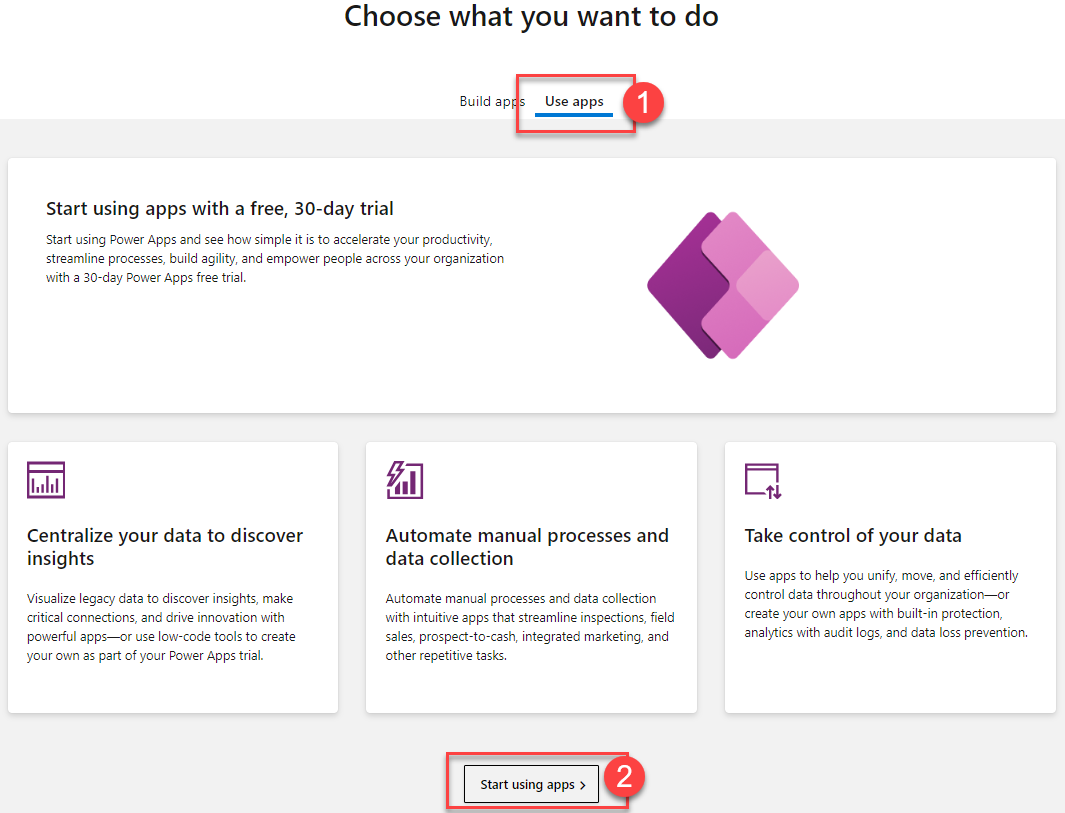 Choose what you want to do
Build apps
Use apps
1
Start using apps with a free, 30-day trial
Start using Power Apps and see how simple it is to accelerate your productivity,
streamline processes, build agility, and empower people across your organization
with a 30-day Power Apps free trial.
Centralize your data to discover
insights
Visualize legacy data to discover insights, make
critical connections, and drive innovation with
powerful apps—or use low-code tools to create
your own as part of your Power Apps trial.
Automate manual processes and
data collection
Automate manual processes and data collection
with intuitive apps that streamline inspections, field
sales, prospect-to-cash, integrated marketing, and
other repetitive tasks.
Take control of your data
Use apps to help you unify, move, and efficiently
control data throughout your organization—or
create your own apps with built-in protection,
analytics with audit logs, and data loss prevention.
Start using apps >
2